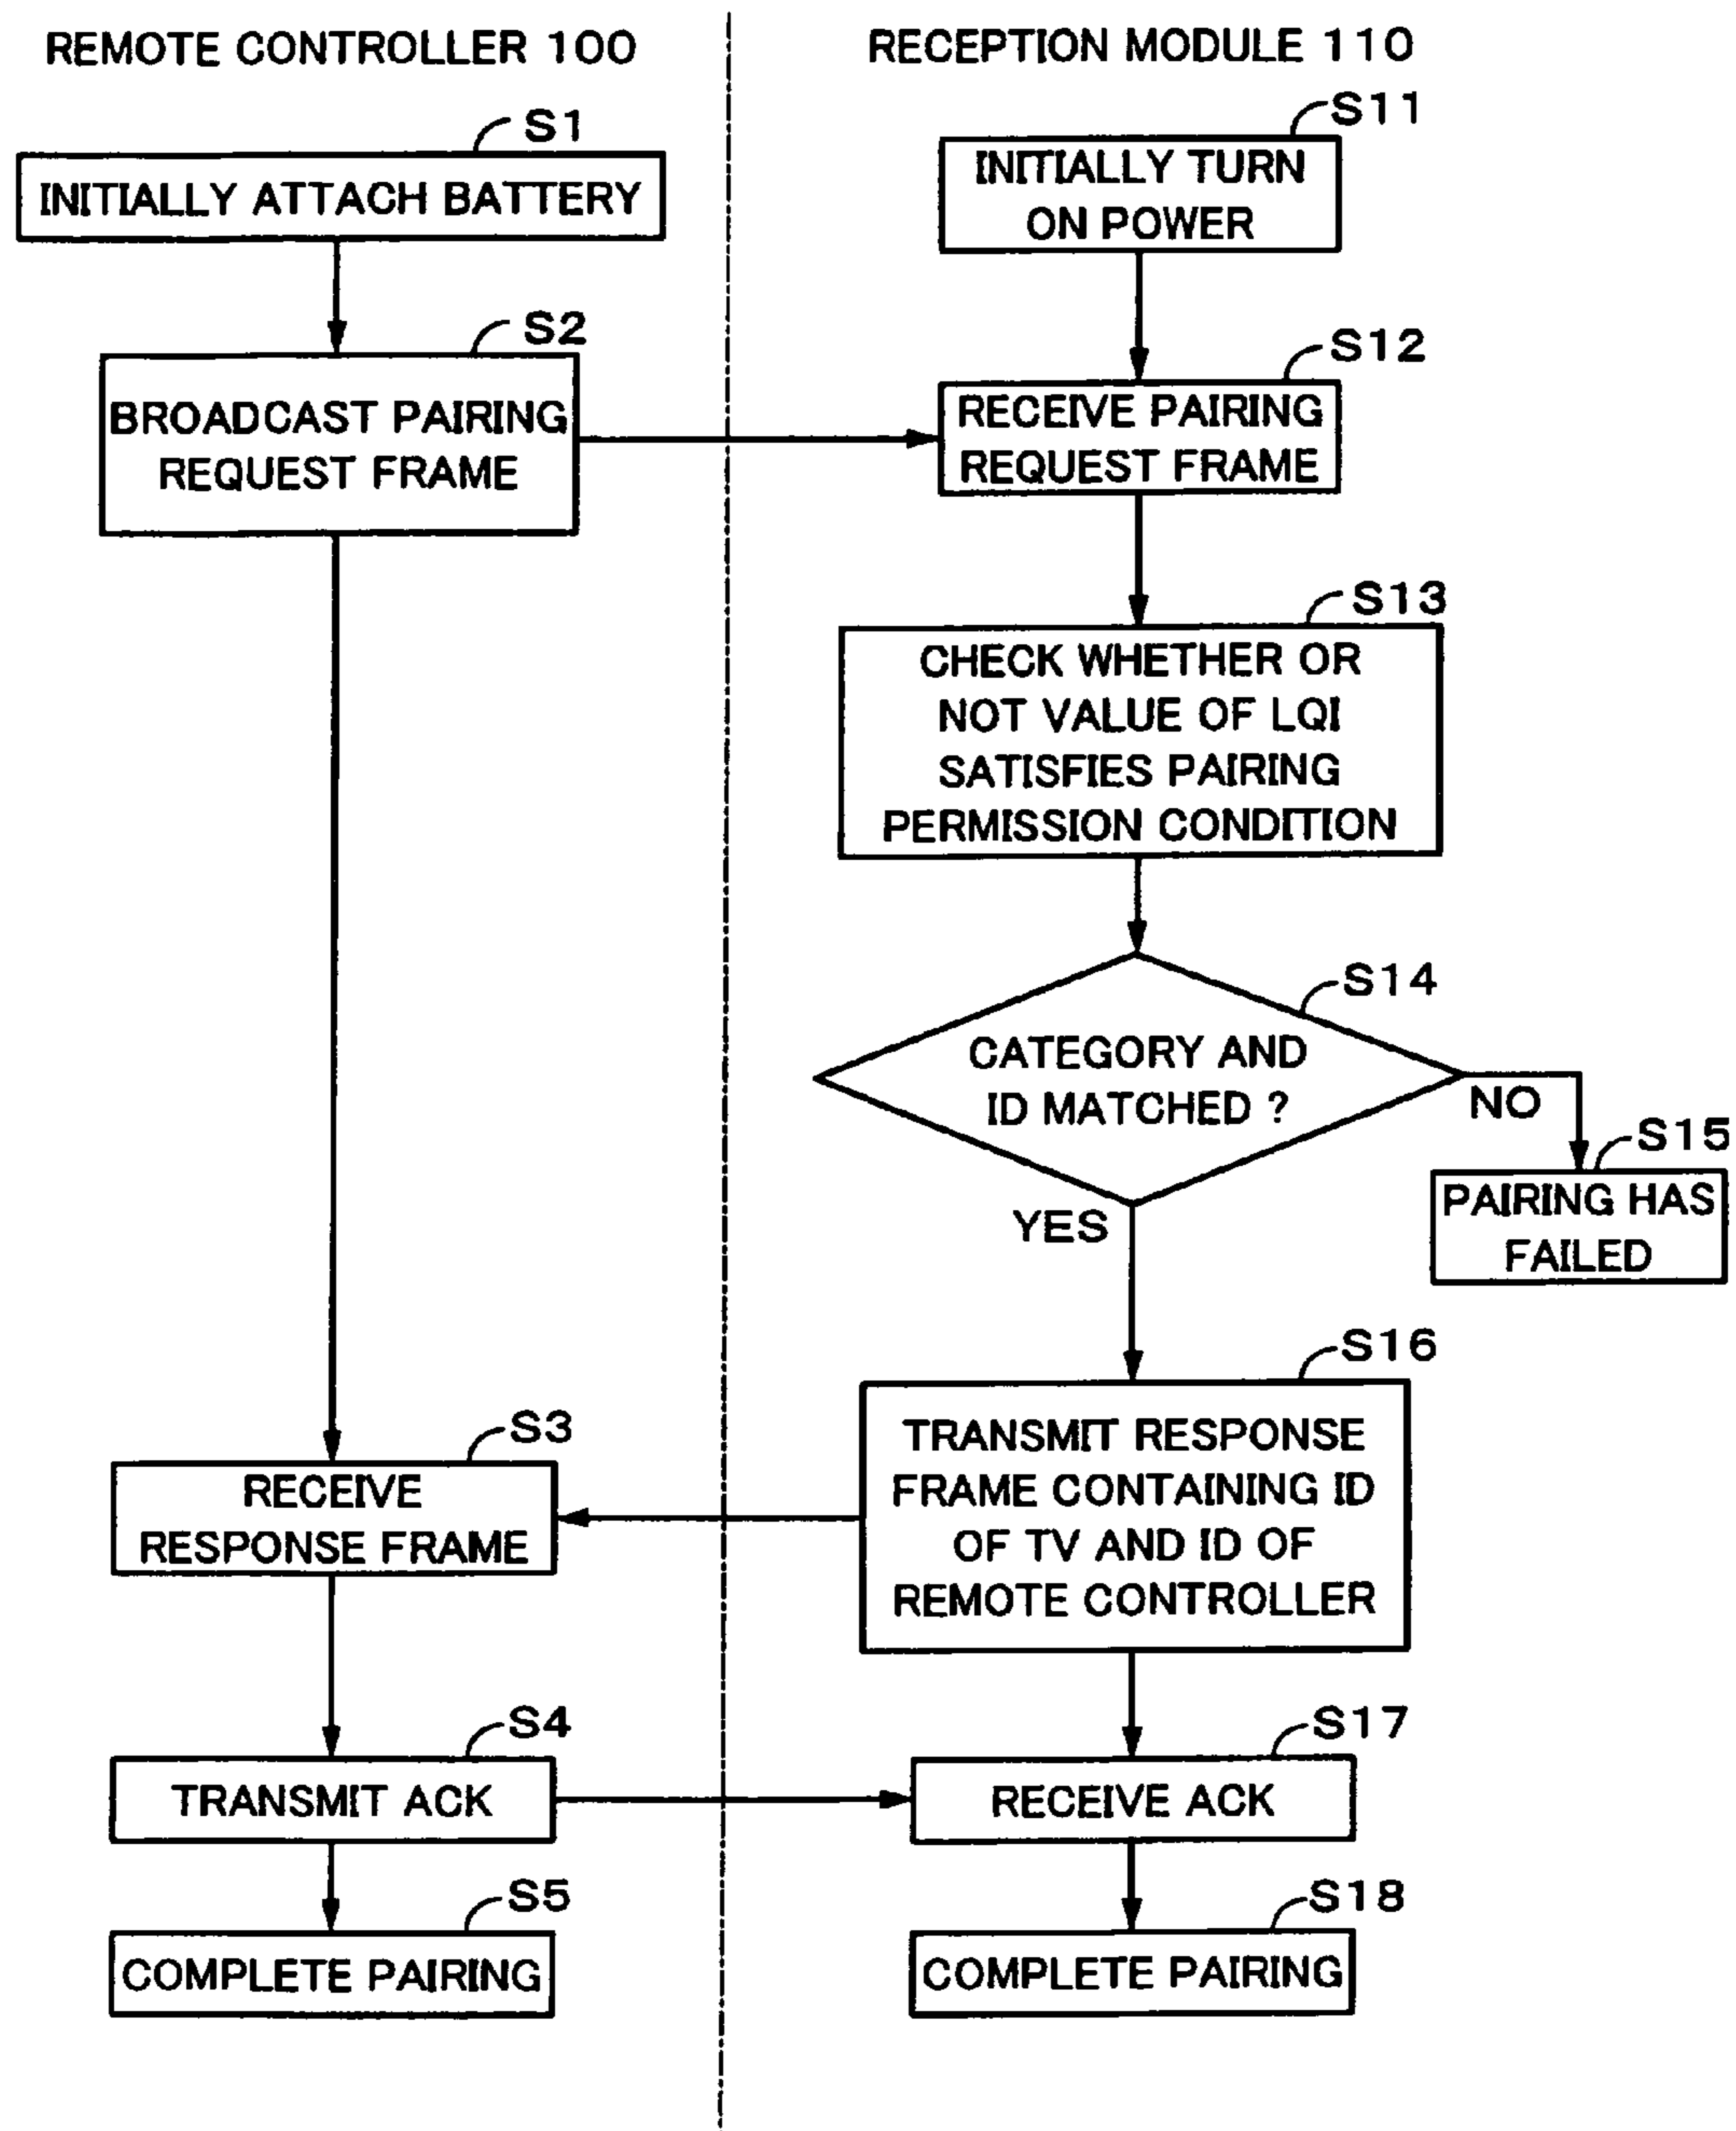 REMOTE CONTROLLER 100
S1
INITIALLY ATTACH BATTERY
S2
BROADCAST PAIRING
REQUEST FRAME
S3
RECEIVE
RESPONSE FRAME
S4
TRANSMIT ACK
S5
COMPLETE PAIRING
RECEPTION MODULE 110
S11
INITIALLY TURN
ON POWER
S12
RECEIVE PAIRING
REQUEST FRAME
S13
CHECK WHETHER OR
NOT VALUE OF LQI
SATISFIES PAIRING
PERMISSION CONDITION
S14
CATEGORY AND
ID MATCHED ?
NO
S15
PAIRING HAS
FAILED
YES
S16
TRANSMIT RESPONSE
FRAME CONTAINING ID
OF TV AND ID OF
REMOTE CONTROLLER
S17
RECEIVE ACK
S18
COMPLETE PAIRING